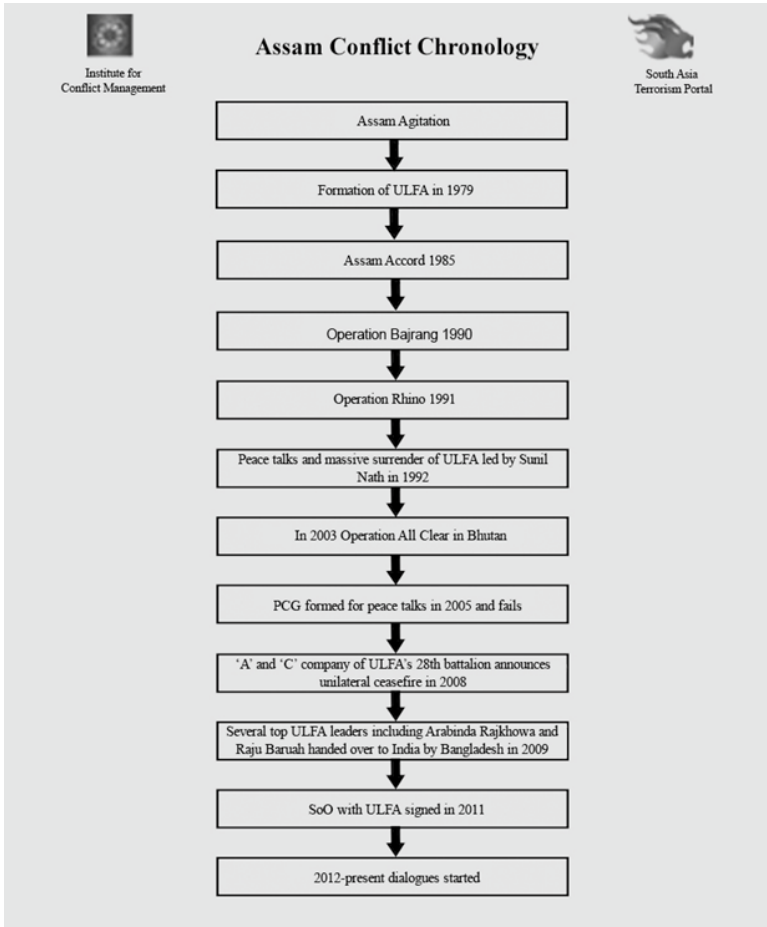 Assam Conflict Chronology
Institute for
Conflict Management
South Asia
Terrorism Portal
Assam Agitation
Formation of ULFA in 1979
Assam Accord 1985
Operation Bajrang 1990
Operation Rhino 1991
Peace talks and massive surrender of ULFA led by Sunil
Nath in 1992
In 2003 Operation All Clear in Bhutan
PCG formed for peace talks in 2005 and fails
‘A’ and ‘C’ company of ULFA’s 28th battalion announces
unilateral ceasefire in 2008
Several top ULFA leaders including Arabinda Rajkhowa and
Raju Baruah handed over to India by Bangladesh in 2009
SoO with ULFA signed in 2011
2012-present dialogues started